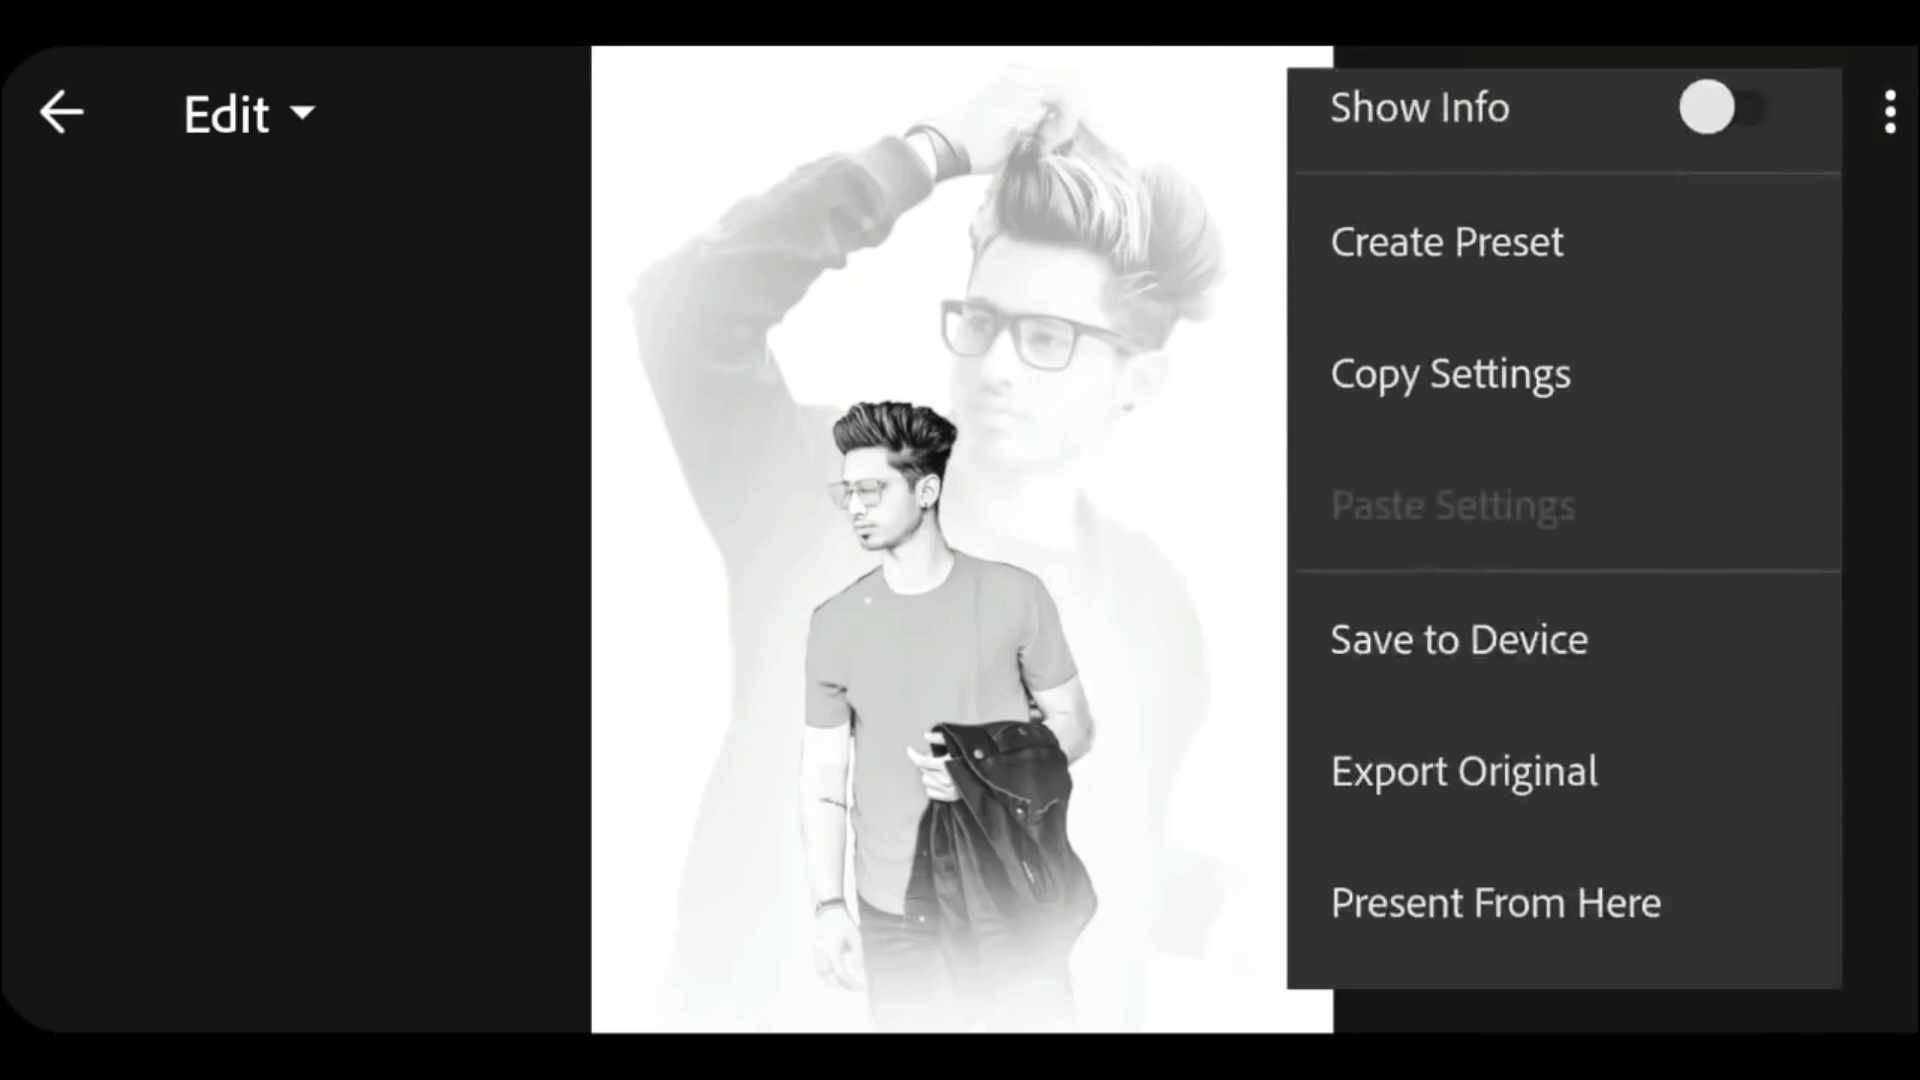 Edit
Show Info
Create Preset
Copy Settings
Paste Settings
Save to Device
Export Original
Present From Here